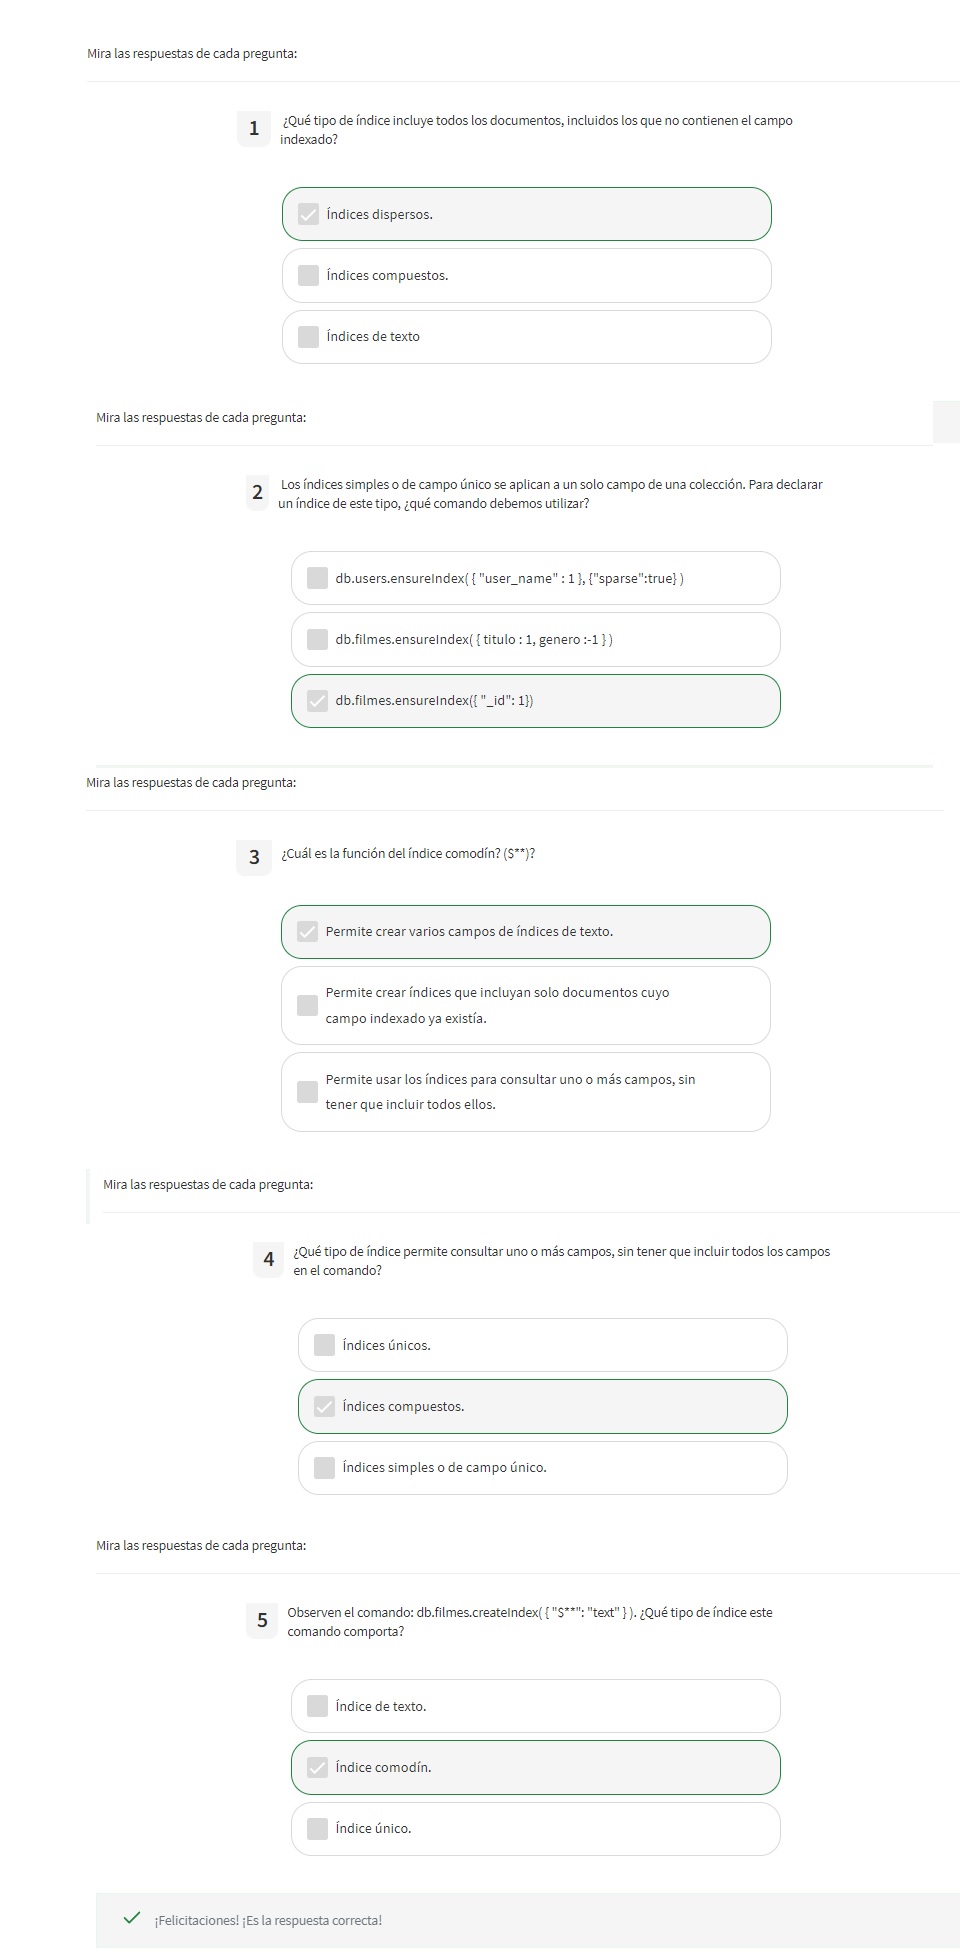 Mira las respuestas de cada pregunta:
1
¿Qué tipo de índice incluye todos los documentos, incluidos los que no contienen el campo
indexado?
Índices dispersos.
Índices compuestos.
Índices de texto
Mira las respuestas de cada pregunta:
2
Los índices simples o de campo único se aplican a un solo campo de una colección. Para declarar
un índice de este tipo, ¿qué comando debemos utilizar?
db.users.ensureIndex( { "user_name" : 1 }, {"sparse":true} )
db.filmes.ensureIndex( { titulo : 1, genero :-1 } )
db.filmes.ensureIndex({ "_id": 1})
Mira las respuestas de cada pregunta:
3
¿Cuál es la función del índice comodín? ($**)?
Permite crear varios campos de índices de texto.
Permite crear índices que incluyan solo documentos cuyo
campo indexado ya existía.
Permite usar los índices para consultar uno o más campos, sin
tener que incluir todos ellos.
Mira las respuestas de cada pregunta:
4
¿Qué tipo de índice permite consultar uno o más campos, sin tener que incluir todos los campos
en el comando?
Índices únicos.
Índices compuestos.
Índices simples o de campo único.
Mira las respuestas de cada pregunta:
5
Observen el comando: db.filmes.createIndex( { "$**": "text" } ). ¿Qué tipo de índice este
comando comporta?
Índice de texto.
Índice comodín.
Índice único.
¡Felicitaciones! ¡Es la respuesta correcta!